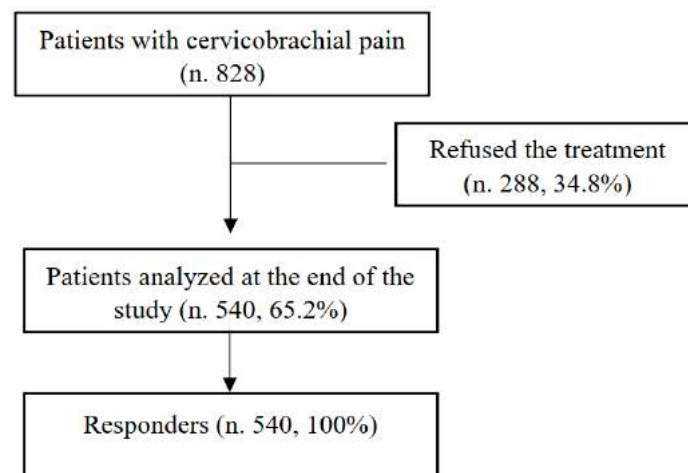 Patients with cervicobrachial pain
(n. 828)
Refused the treatment
(n. 288, 34.8%)
Patients analyzed at the end of the
study (n. 540, 65.2%)
Responders (n. 540, 100%)